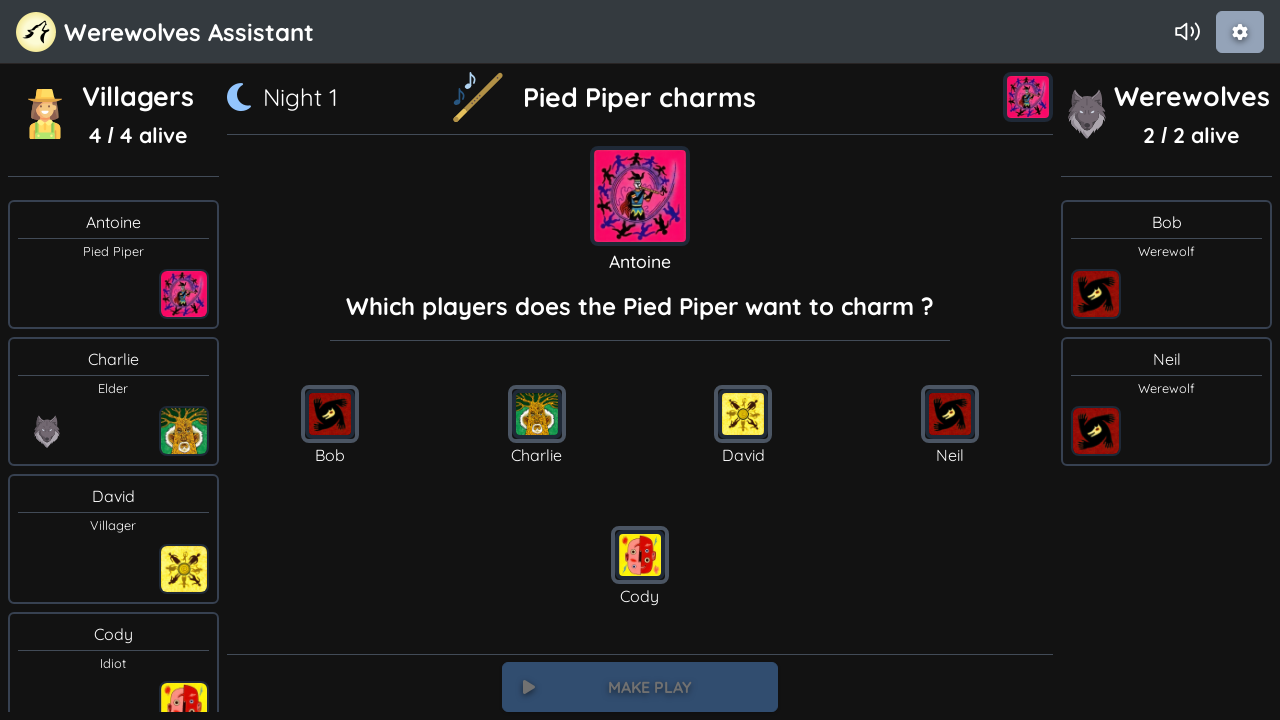 Werewolves Assistant
Villagers
4 / 4 alive
Antoine
Pied Piper
Charlie
Elder
David
Villager
Cody
Idiot
Night 1
Pied Piper charms
Antoine
Which players does the Pied Piper want to charm ?
Bob
Charlie
David
Neil
Cody
MAKE PLAY
Werewolves
2 / 2 alive
Bob
Werewolf
Neil
Werewolf